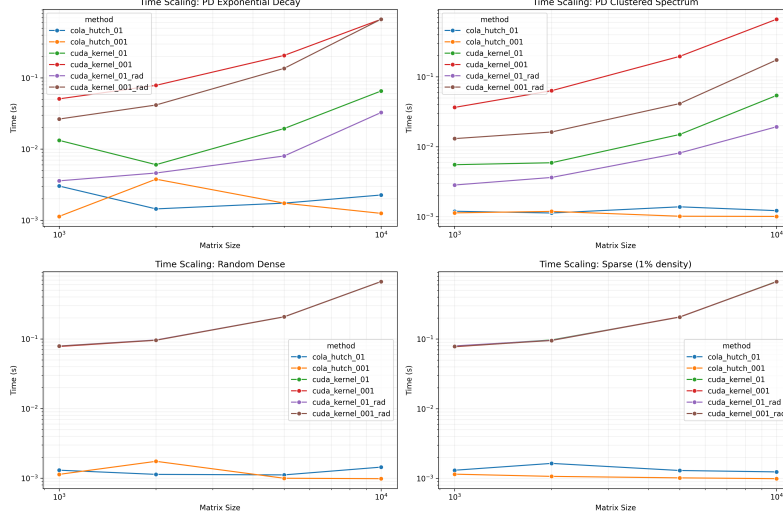 Time Scaling: PD Exponential Decay
method
cola_hutch_01
cola_hutch_001
cuda_kernel_01
cuda_kernel_001
cuda_kernel_01_rad
cuda_kernel_001_rad
Time (s)
10⁻¹
10⁻²
10⁻³
10³
10⁴
Matrix Size
Time Scaling: PD Clustered Spectrum
method
cola_hutch_01
cola_hutch_001
cuda_kernel_01
cuda_kernel_001
cuda_kernel_01_rad
cuda_kernel_001_rad
Time (s)
10⁻¹
10⁻²
10⁻³
10³
10⁴
Matrix Size
Time Scaling: Random Dense
method
cola_hutch_01
cola_hutch_001
cuda_kernel_01
cuda_kernel_001
cuda_kernel_01_rad
cuda_kernel_001_rad
Time (s)
10⁻¹
10⁻²
10⁻³
10³
10⁴
Matrix Size
Time Scaling: Sparse (1% density)
method
cola_hutch_01
cola_hutch_001
cuda_kernel_01
cuda_kernel_001
cuda_kernel_01_rad
cuda_kernel_001_rad
Time (s)
10⁻¹
10⁻²
10⁻³
10³
10⁴
Matrix Size